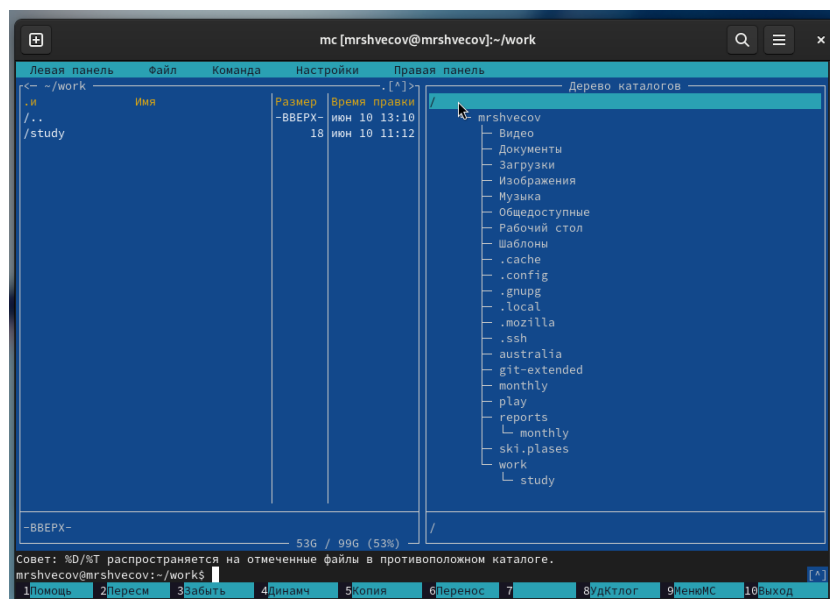 mc [mrshvecov@mrshvecov]:~/work
Левая панель Файл Команда Настройки Правая панель
<— ~/work .[^]>
.и Имя Размер Время правки
/.. -ВВЕРХ- июн 10 13:10
/study 18 июн 10 11:12
-ВВЕРХ-
53G / 99G (53%)
Дерево каталогов
/
mrshvecov
Видео
Документы
Загрузки
Изображения
Музыка
Общедоступные
Рабочий стол
Шаблоны
.cache
.config
.gnupg
.local
.mozilla
.ssh
australia
git-extended
monthly
play
reports
monthly
ski.plases
work
study
/
Совет: %D/%T распространяется на отмеченные файлы в противоположном каталоге.
mrshvecov@mrshvecov:~/work$ [^]
1Помощь 2Пересм 3Забыть 4Динамч 5Копия 6Перенос 7 8УдКтлог 9МенюMC 10Выход